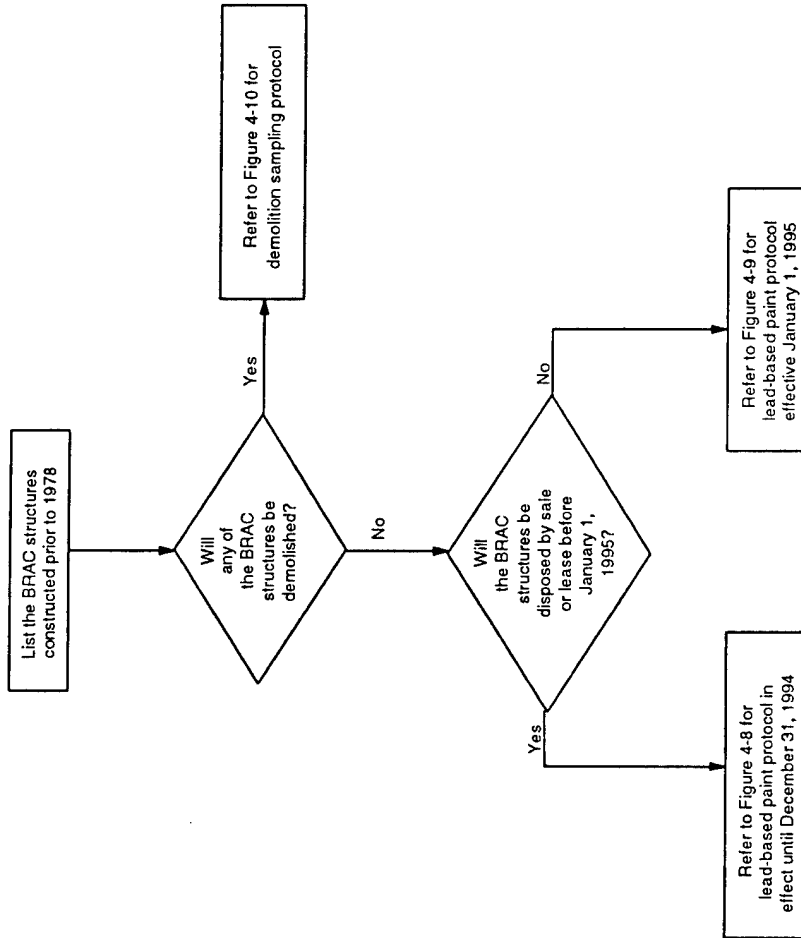 List the BRAC structures
constructed prior to 1978
Will
any of
the BRAC
structures be
demolished?
Yes
Refer to Figure 4-10 for
demolition sampling protocol
No
Will
the BRAC
structures be
disposed by sale
or lease before
January 1,
1995?
Yes
No
Refer to Figure 4-8 for
lead-based paint protocol in
effect until December 31, 1994
Refer to Figure 4-9 for
lead-based paint protocol
effective January 1, 1995